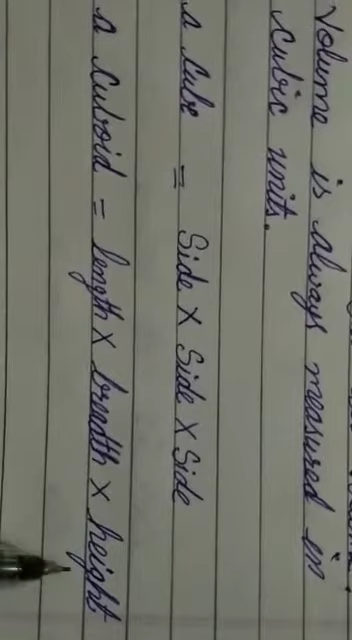 Volume is always measured in
cubic units.
a cube = Side × Side × Side
a cuboid = length × breadth × height